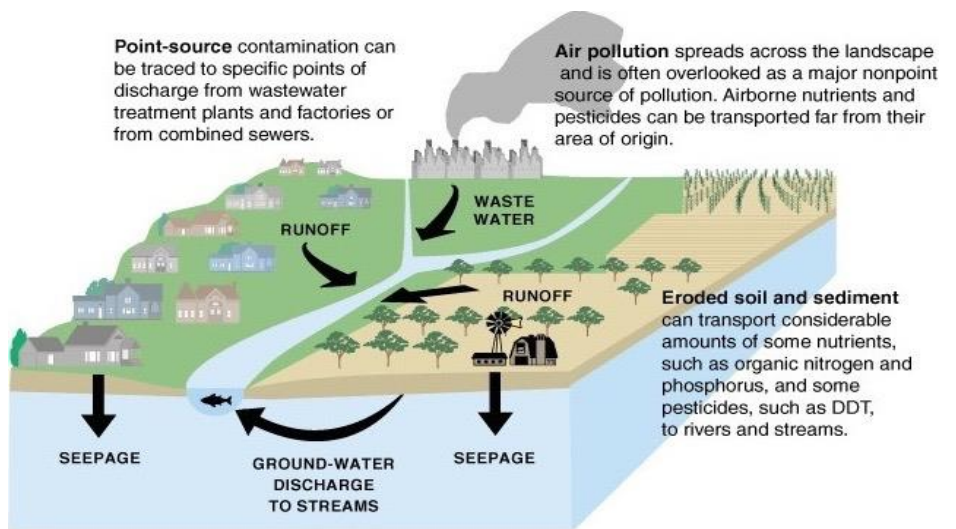 Point-source contamination can
be traced to specific points of
discharge from wastewater
treatment plants and factories or
from combined sewers.
Air pollution spreads across the landscape
and is often overlooked as a major nonpoint
source of pollution. Airborne nutrients and
pesticides can be transported far from their
area of origin.
WASTE
WATER
RUNOFF
RUNOFF
Eroded soil and sediment
can transport considerable
amounts of some nutrients,
such as organic nitrogen and
phosphorus, and some
pesticides, such as DDT,
to rivers and streams.
SEEPAGE
GROUND-WATER
DISCHARGE
TO STREAMS
SEEPAGE